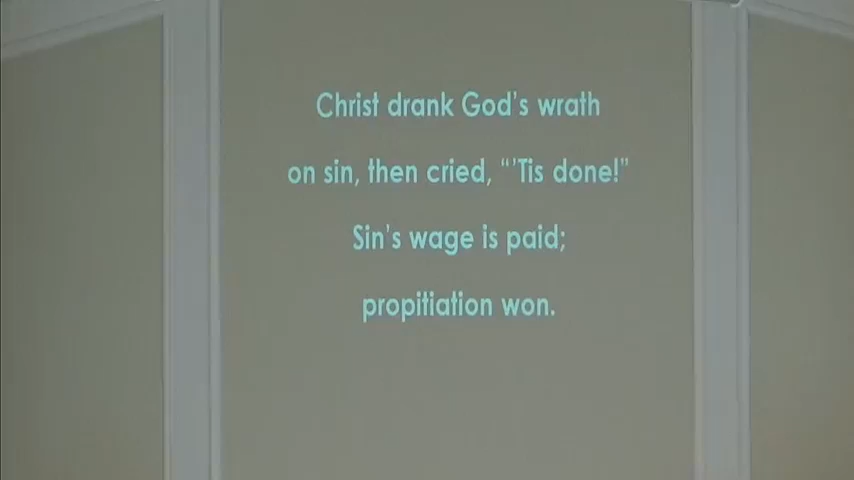 Christ drank God's wrath
on sin, then cried, “'Tis done!”
Sin's wage is paid;
propitiation won.